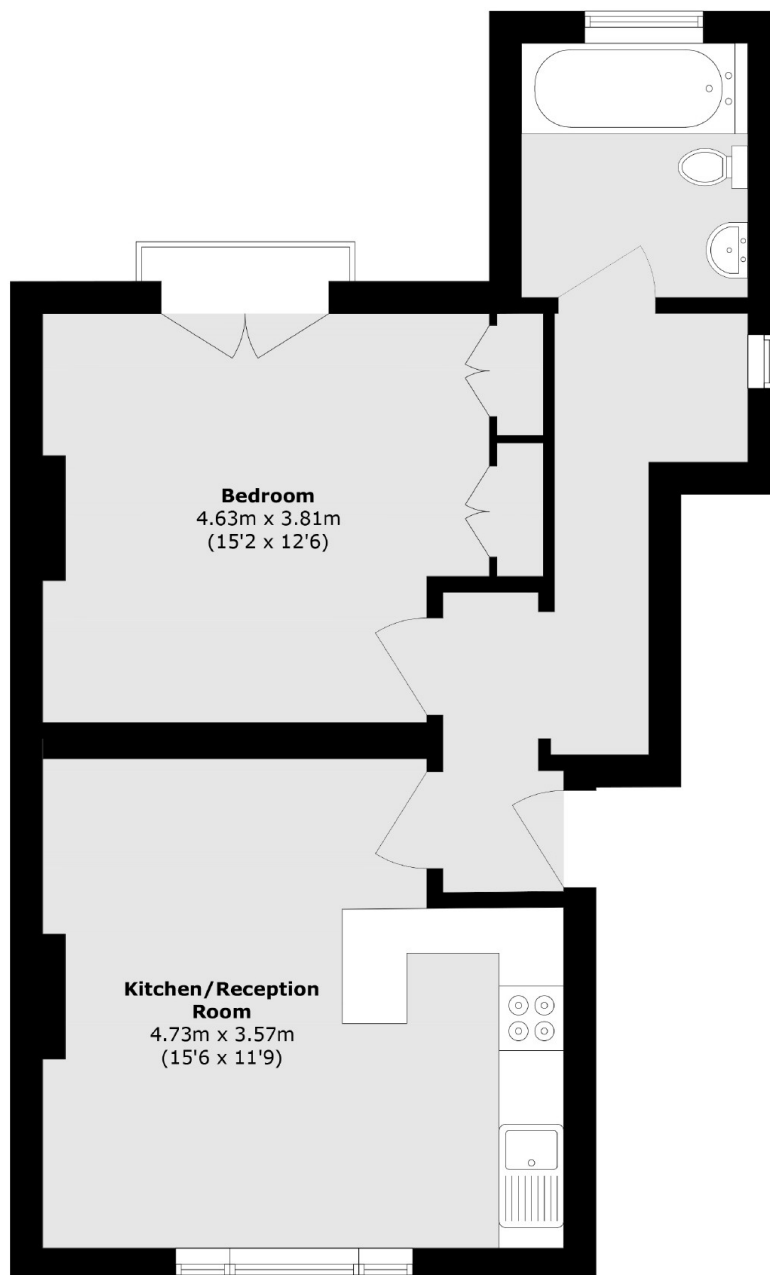 Bedroom
4.63m x 3.81m
(15'2 x 12'6)
Kitchen/Reception
Room
4.73m x 3.57m
(15'6 x 11'9)